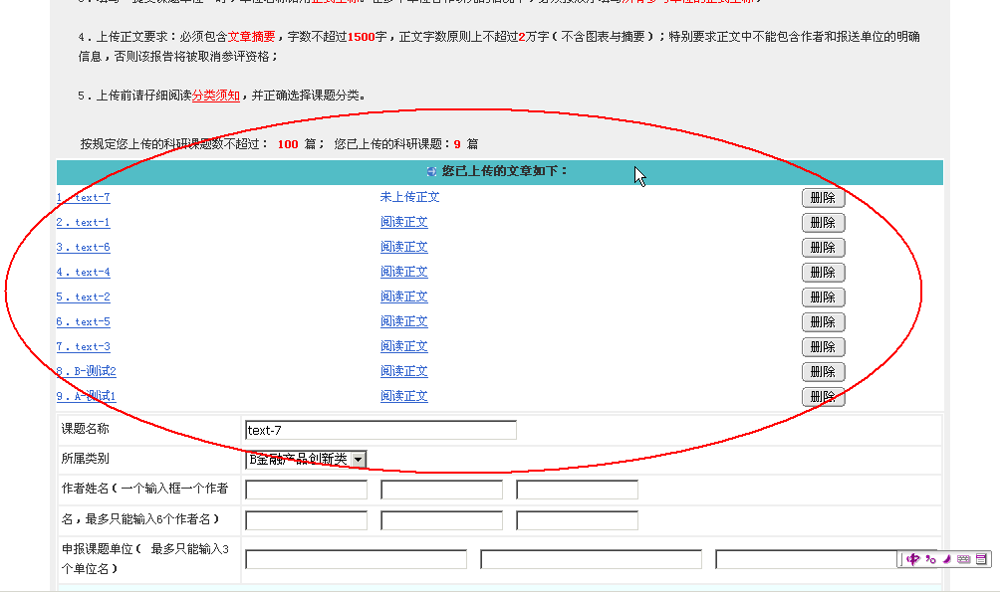 4．上传正文要求：必须包含文章摘要，字数不超过1500字，正文字数原则上不超过2万字（不含图表与摘要）；特别要求正文中不能包含作者和报送单位的明确
信息，否则该报告将被取消参评资格；
5．上传前请仔细阅读分类须知，并正确选择课题分类。
按规定您上传的科研课题数不超过： 100 篇； 您已上传的科研课题：9 篇
您已上传的文章如下：
1．text-7 未上传正文 删除
2．text-1 阅读正文 删除
3．text-6 阅读正文 删除
4．text-4 阅读正文 删除
5．text-2 阅读正文 删除
6．text-5 阅读正文 删除
7．text-3 阅读正文 删除
8．B-测试2 阅读正文 删除
9．A-测试1 阅读正文 删除
课题名称 text-7
所属类别 B金融产品创新类
作者姓名（一个输入框一个作者
名，最多只能输入6个作者名）
申报课题单位（ 最多只能输入3
个单位名）
中